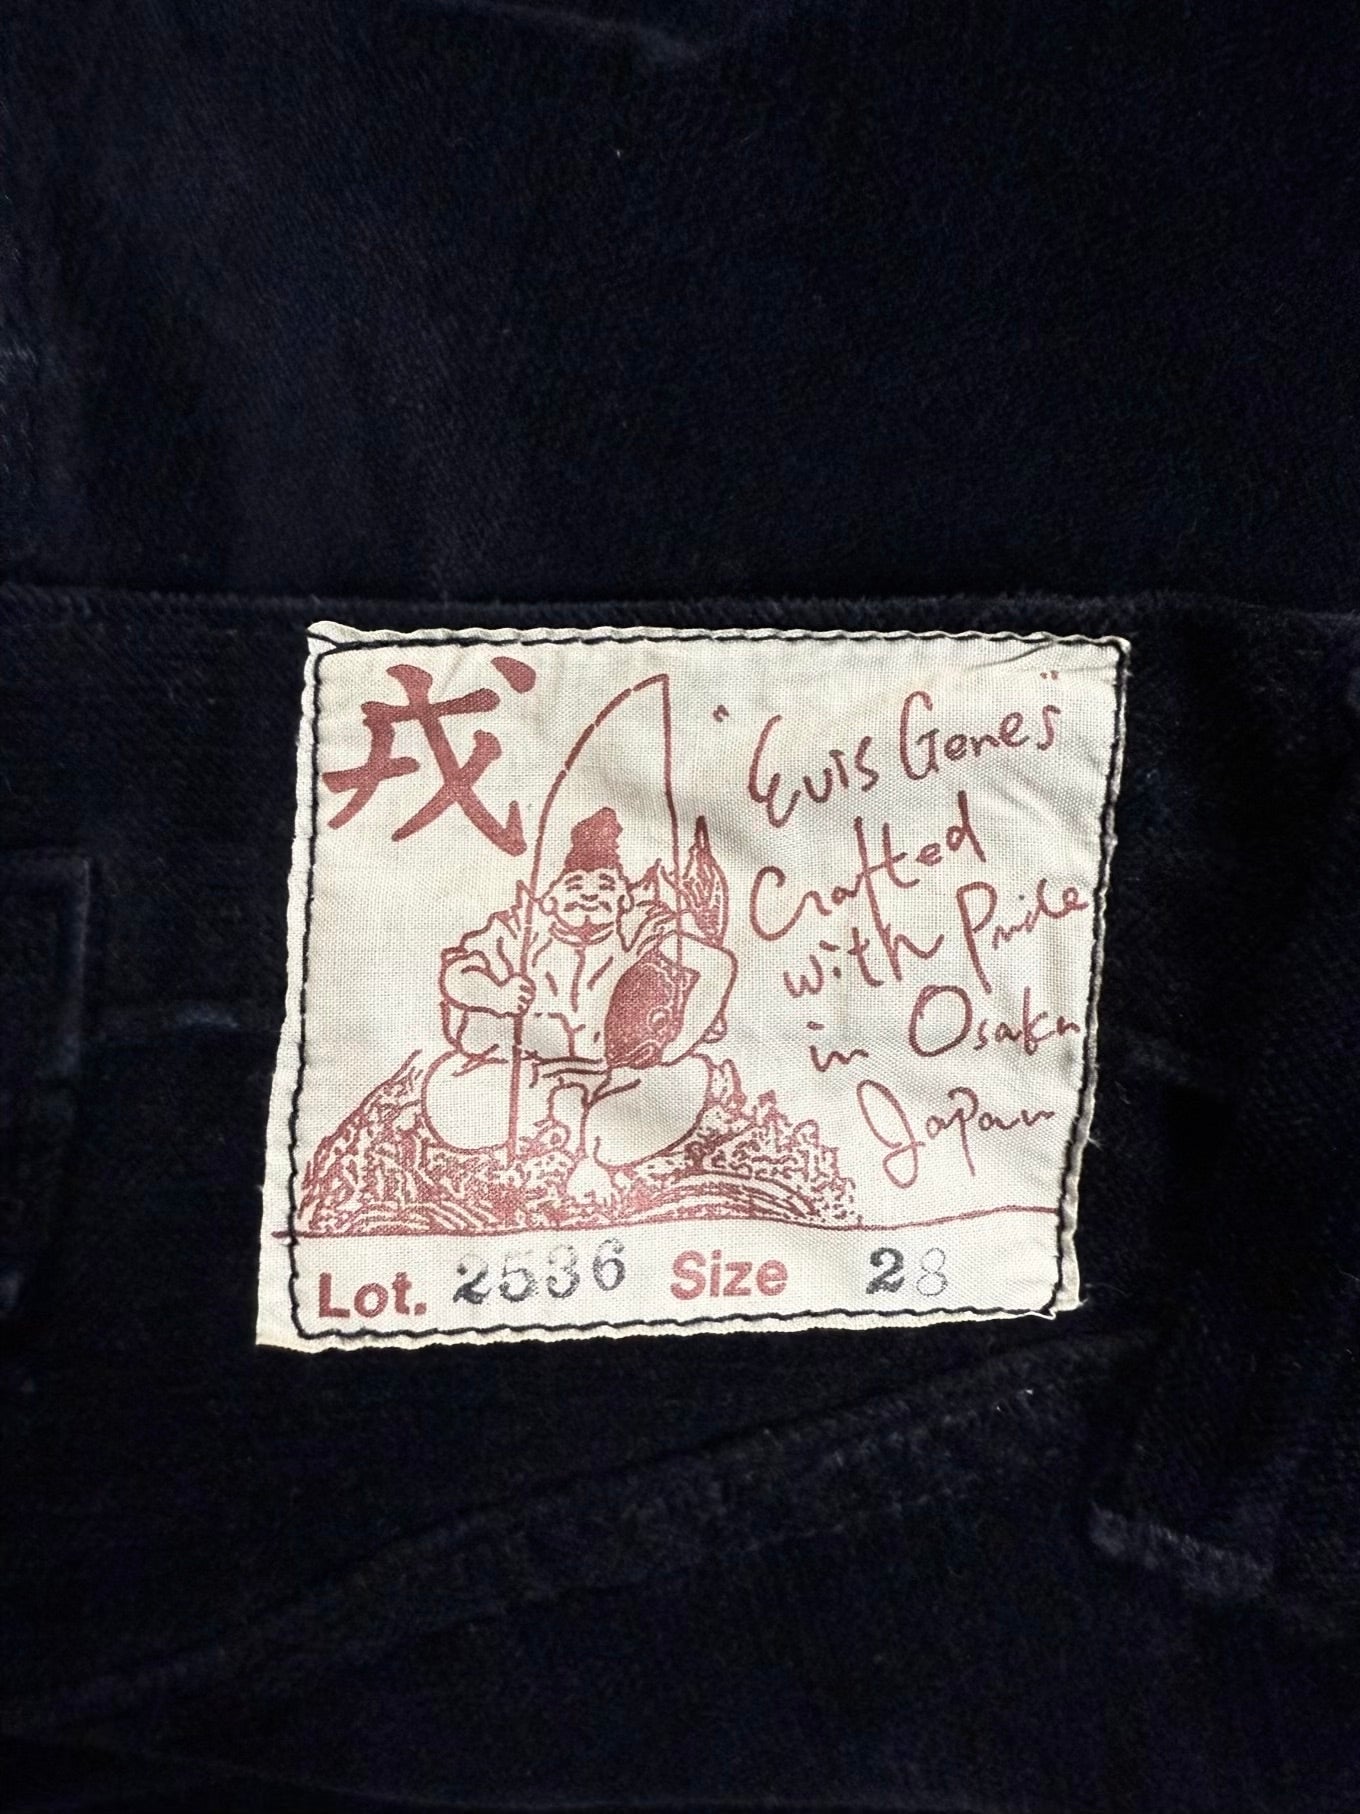 戎
"Evis Genes"
Crafted
with Pride
in Osaka
Japan
Lot. 2536 Size 28